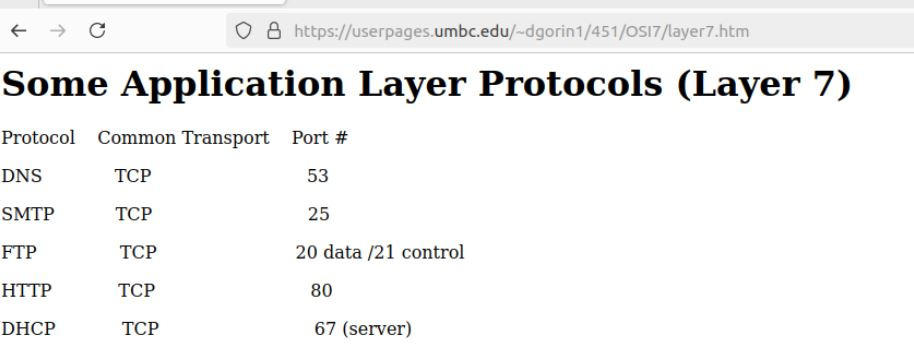 https://userpages.umbc.edu/~dgorin1/451/OSI7/layer7.htm
Some Application Layer Protocols (Layer 7)
Protocol Common Transport Port #
DNS TCP 53
SMTP TCP 25
FTP TCP 20 data /21 control
HTTP TCP 80
DHCP TCP 67 (server)